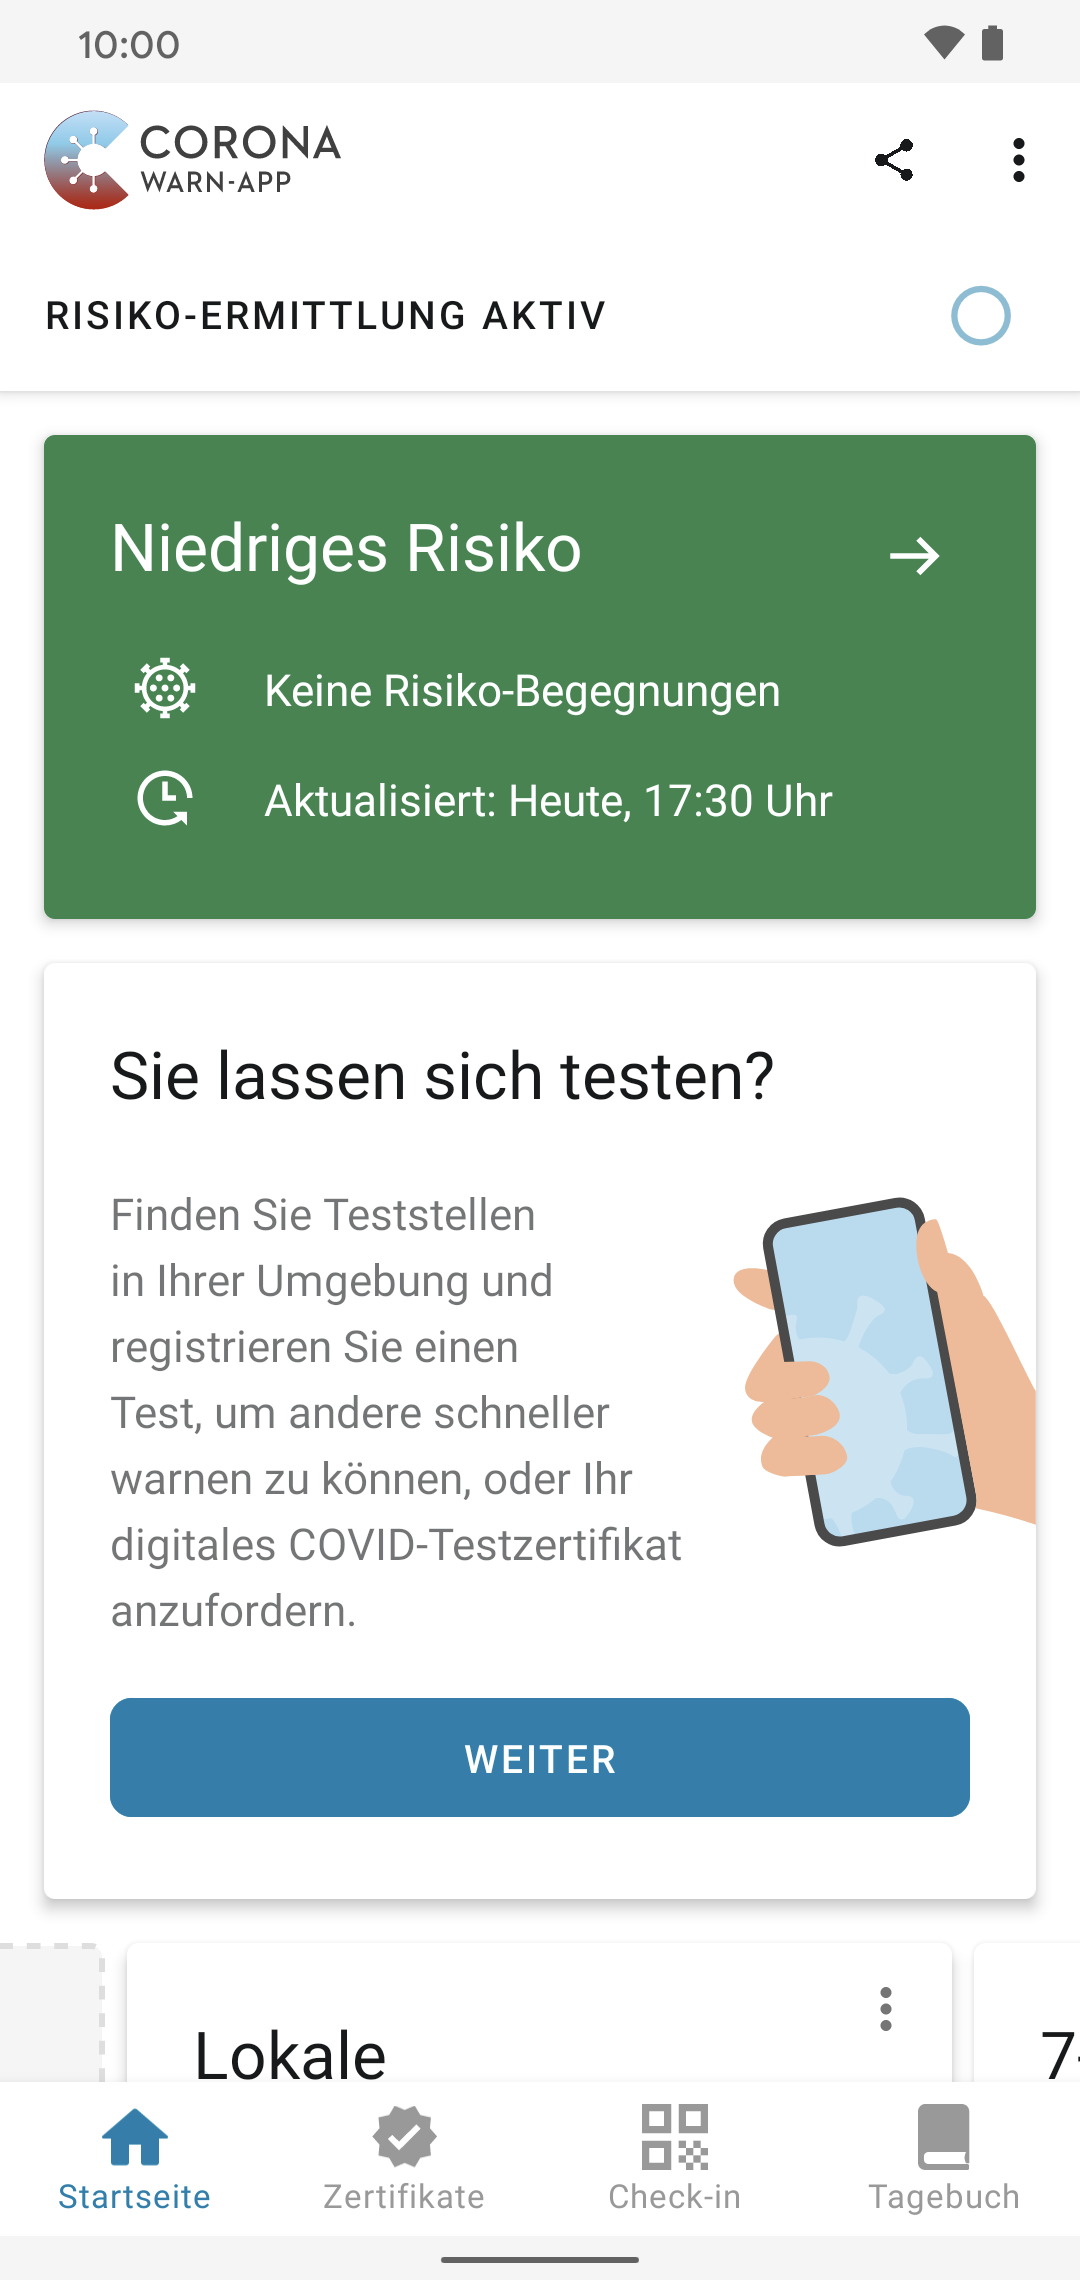 10:00
CORONA
WARN-APP
RISIKO-ERMITTLUNG AKTIV
Niedriges Risiko
Keine Risiko-Begegnungen
Aktualisiert: Heute, 17:30 Uhr
Sie lassen sich testen?
Finden Sie Teststellen
in Ihrer Umgebung und
registrieren Sie einen
Test, um andere schneller
warnen zu können, oder Ihr
digitales COVID-Testzertifikat
anzufordern.
WEITER
Lokale
7-
Startseite
Zertifikate
Check-in
Tagebuch